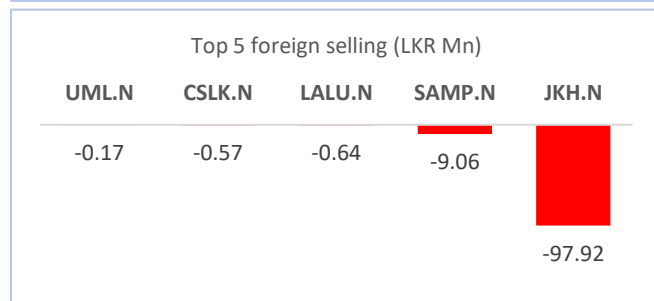 Top 5 foreign selling (LKR Mn)
UML.N CSLK.N LALU.N SAMP.N JKH.N
-0.17 -0.57 -0.64 -9.06
-97.92